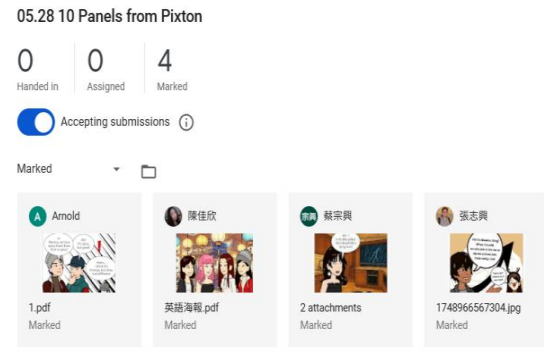 05.28 10 Panels from Pixton
0 0 4
Handed in Assigned Marked
Accepting submissions
Marked
A Arnold
陳佳欣
宗興 蔡宗興
張志興
1.pdf
英語海報.pdf
2 attachments
1748966567304.jpg
Marked
Marked
Marked
Marked